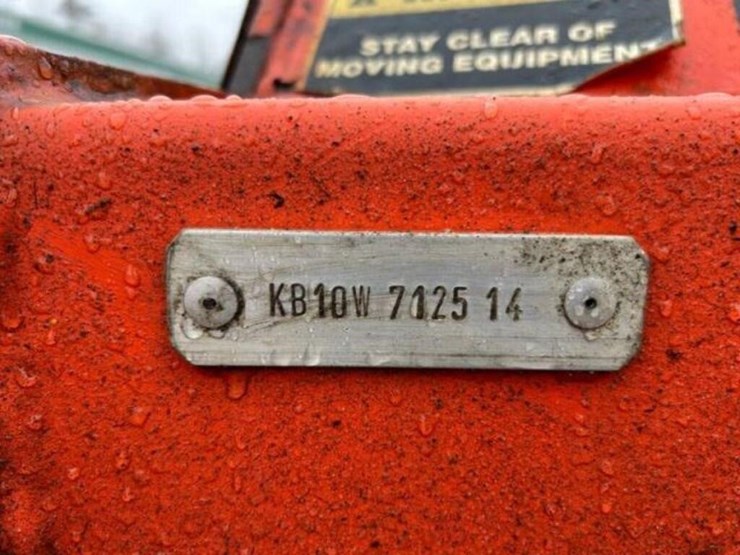 STAY CLEAR OF
MOVING EQUIPMENT
KB10W 7125 14